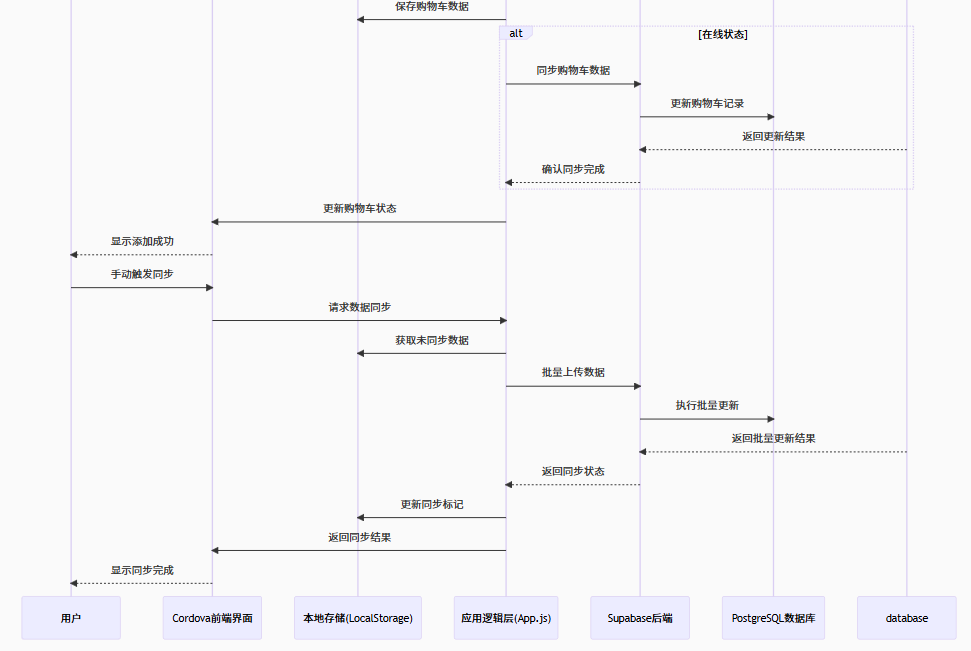 保存购物车数据
alt
[在线状态]
同步购物车数据
更新购物车记录
返回更新结果
确认同步完成
更新购物车状态
显示添加成功
手动触发同步
请求数据同步
获取未同步数据
批量上传数据
执行批量更新
返回批量更新结果
返回同步状态
更新同步标记
返回同步结果
显示同步完成
用户
Cordova前端界面
本地存储(LocalStorage)
应用逻辑层(App.js)
Supabase后端
PostgreSQL数据库
database